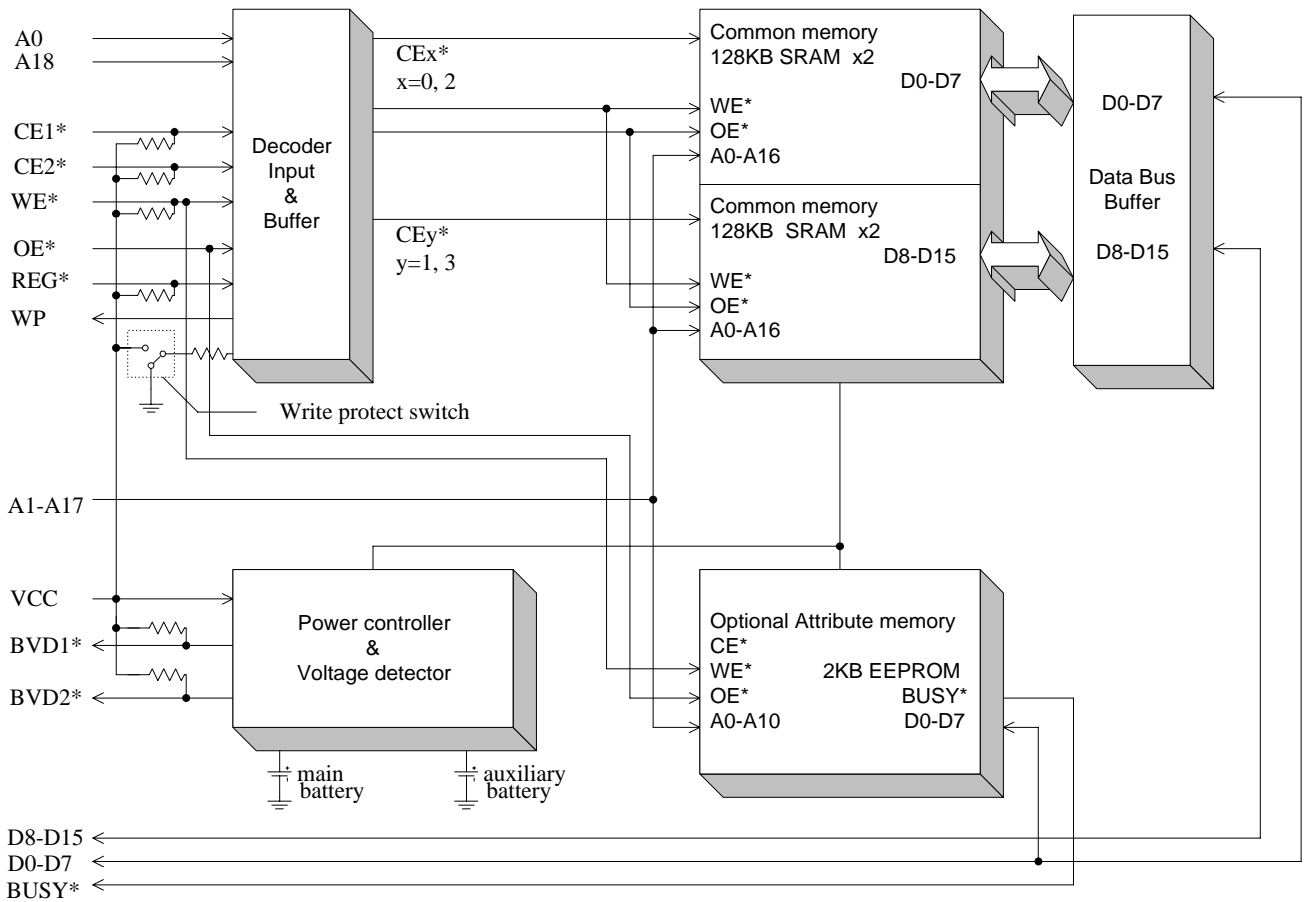 A0
A18
CE1*
CE2*
WE*
OE*
REG*
WP
Decoder
Input
&
Buffer
CEx*
x=0, 2
CEy*
y=1, 3
Common memory
128KB SRAM x2
D0-D7
WE*
OE*
A0-A16
Common memory
128KB SRAM x2
D8-D15
WE*
OE*
A0-A16
D0-D7
Data Bus
Buffer
D8-D15
Write protect switch
A1-A17
VCC
BVD1*
BVD2*
Power controller
&
Voltage detector
+ main
battery
+ auxiliary
battery
Optional Attribute memory
CE*
WE* 2KB EEPROM
OE* BUSY*
A0-A10 D0-D7
D8-D15
D0-D7
BUSY*